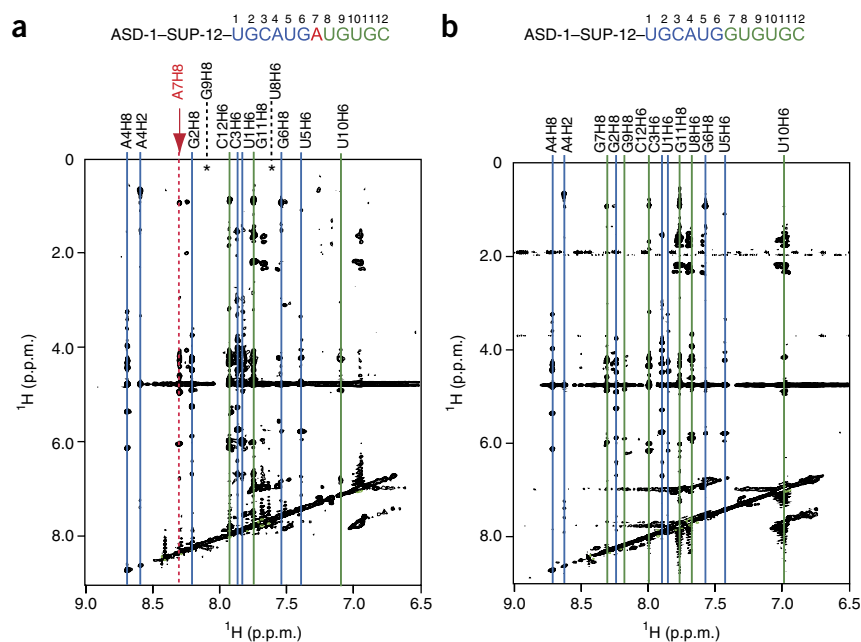 a
1 2 3 4 5 6 7 8 9 10 11 12
ASD-1–SUP-12–UGCAUGAUGUGC
A4H8
A4H2
A7H8
G2H8
G9H8
C12H6
C3H6
U1H6
G11H8
U8H6
G6H8
U5H6
U10H6
* *
0
2.0
4.0
6.0
8.0
¹H (p.p.m.)
9.0 8.5 8.0 7.5 7.0 6.5
¹H (p.p.m.)
b
1 2 3 4 5 6 7 8 9 10 11 12
ASD-1–SUP-12–UGCAUGGUGUGC
A4H8
A4H2
G7H8
G2H8
G9H8
C12H6
C3H6
U1H6
G11H8
U8H6
G6H8
U5H6
U10H6
0
2.0
4.0
6.0
8.0
¹H (p.p.m.)
9.0 8.5 8.0 7.5 7.0 6.5
¹H (p.p.m.)